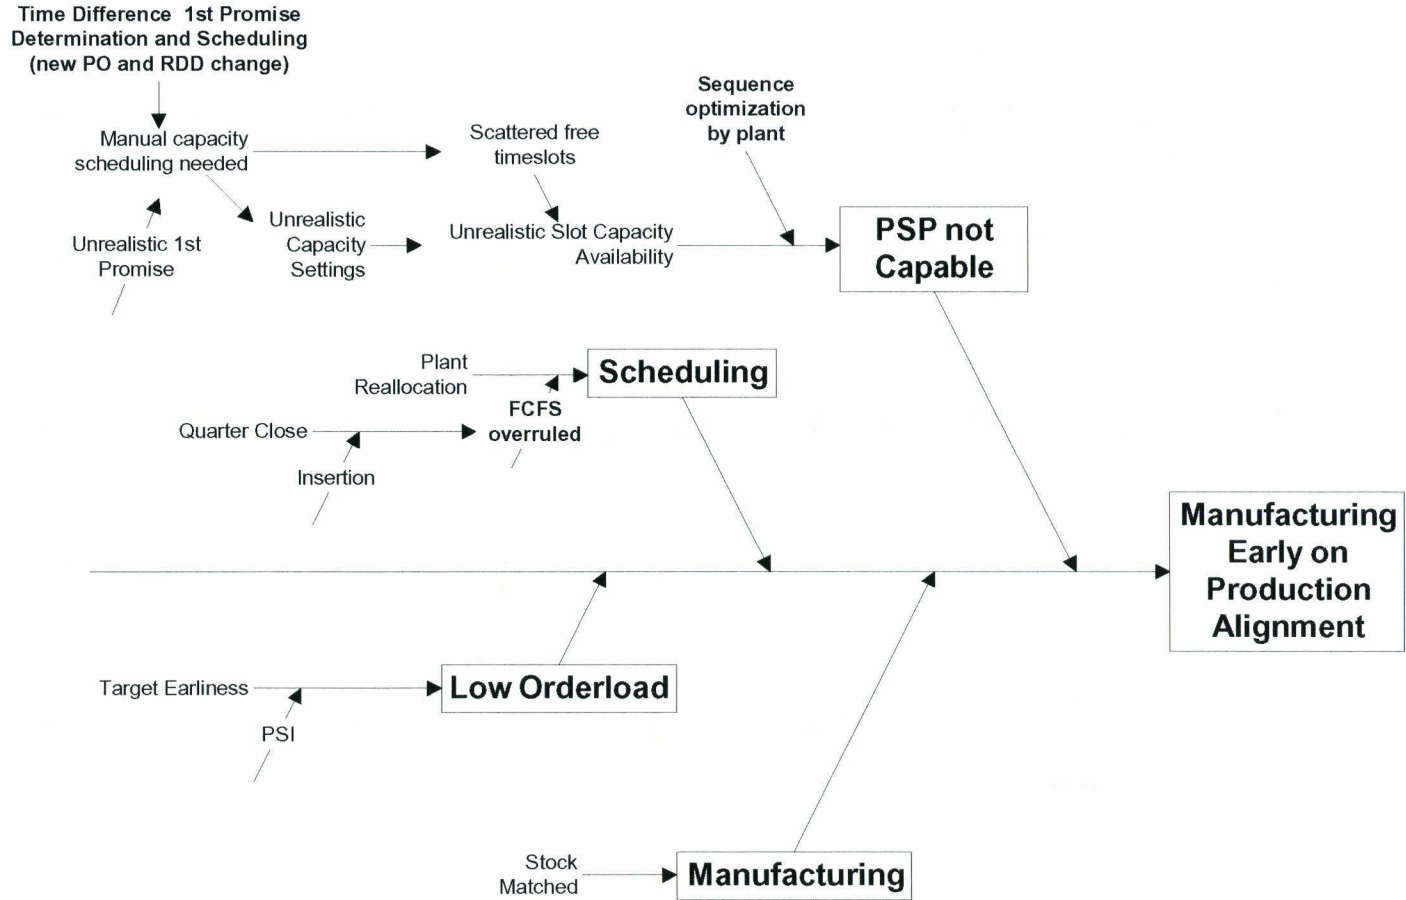 Time Difference 1st Promise
Determination and Scheduling
(new PO and RDD change)
Sequence
optimization
by plant
Manual capacity
scheduling needed
Scattered free
timeslots
Unrealistic 1st
Promise
Unrealistic
Capacity
Settings
Unrealistic Slot Capacity
Availability
PSP not
Capable
Plant
Reallocation
Scheduling
Quarter Close
FCFS
overruled
Insertion
Manufacturing
Early on
Production
Alignment
Target Earliness
Low Orderload
PSI
Stock
Matched
Manufacturing